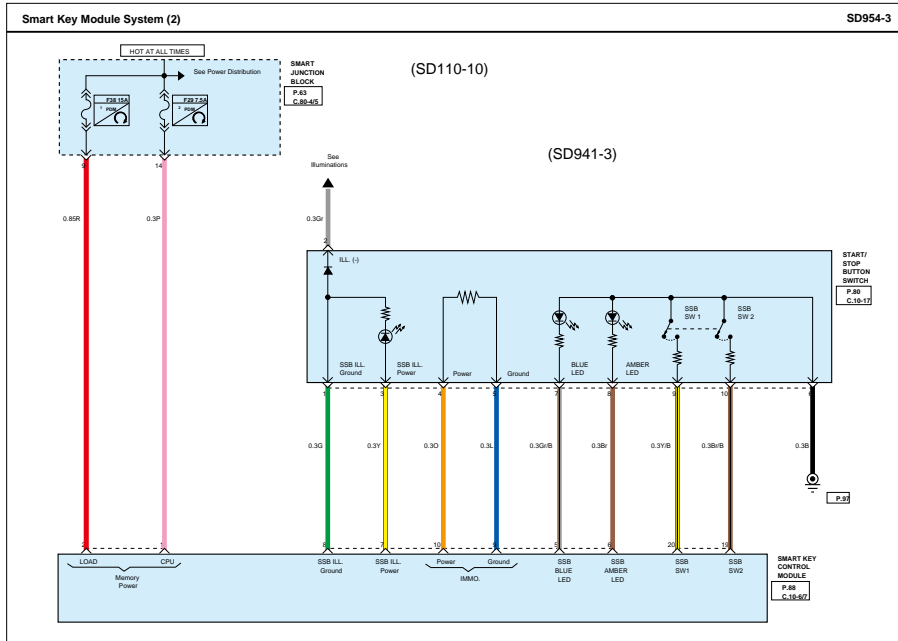 Smart Key Module System (2)
SD954-3
HOT AT ALL TIMES
See Power Distribution
SMART
JUNCTION
BLOCK
P.63
C.80-4/5
(SD110-10)
F38 15A
1 PDM
F29 7.5A
2 PDM
9
14
(SD941-3)
See
Illuminations
0.85R
0.3P
0.3Gr
2
ILL. (-)
START/
STOP
BUTTON
SWITCH
P.80
C.10-17
SSB
SW 1
SSB
SW 2
SSB ILL.
Ground
SSB ILL.
Power
Power
Ground
BLUE
LED
AMBER
LED
1
3
4
5
7
8
9
10
6
0.3G
0.3Y
0.3O
0.3L
0.3Gr/B
0.3Br
0.3Y/B
0.3Br/B
0.3B
P.97
2
1
8
7
10
9
5
6
20
19
LOAD
CPU
Memory
Power
SSB ILL.
Ground
SSB ILL.
Power
Power
Ground
IMMO.
SSB
BLUE
LED
SSB
AMBER
LED
SSB
SW1
SSB
SW2
SMART KEY
CONTROL
MODULE
P.88
C.10-6/7